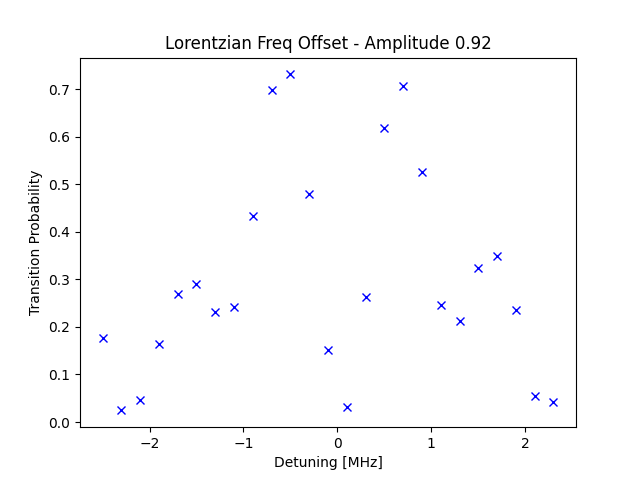 Lorentzian Freq Offset - Amplitude 0.92
Transition Probability
0.7
0.6
0.5
0.4
0.3
0.2
0.1
0.0
−2 −1 0 1 2
Detuning [MHz]